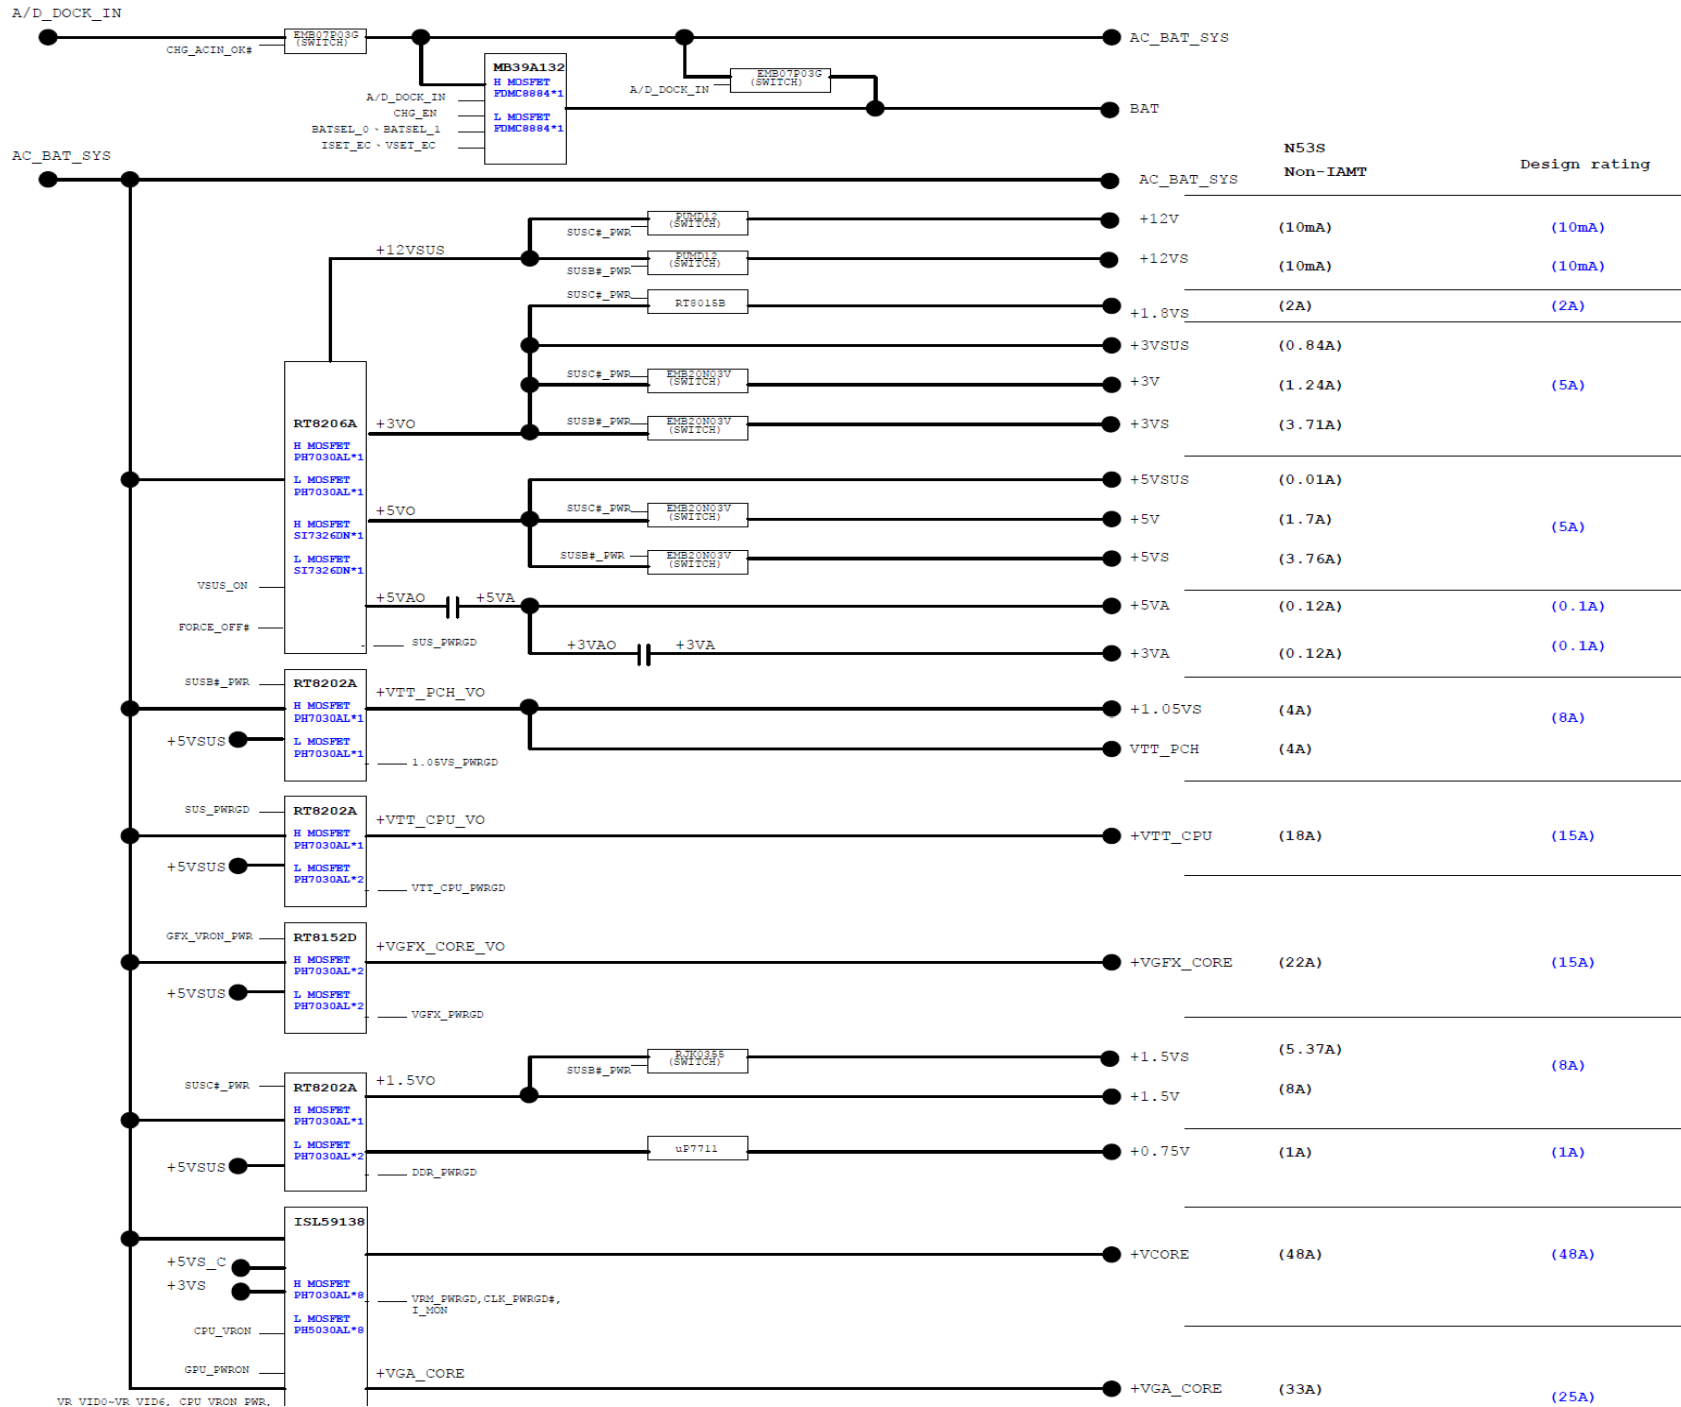 A/D_DOCK_IN
CHG_ACIN_OK#
EMB07P03G
(SWITCH)
AC_BAT_SYS
MB39A132
H MOSFET
FDMC8884*1
L MOSFET
FDMC8884*1
A/D_DOCK_IN
CHG_EN
BATSEL_0、BATSEL_1
ISET_EC、VSET_EC
A/D_DOCK_IN
EMB07P03G
(SWITCH)
BAT
AC_BAT_SYS
AC_BAT_SYS
N53S
Non-IAMT
Design rating
+12VSUS
SUSC#_PWR
PUMD12
(SWITCH)
+12V
(10mA)
(10mA)
SUSB#_PWR
PUMD12
(SWITCH)
+12VS
(10mA)
(10mA)
SUSC#_PWR
RT8015B
+1.8VS
(2A)
(2A)
+3VSUS
(0.84A)
SUSC#_PWR
EMB20N03V
(SWITCH)
+3V
(1.24A)
(5A)
RT8206A
H MOSFET
PH7030AL*1
L MOSFET
PH7030AL*1
H MOSFET
SI7326DN*1
L MOSFET
SI7326DN*1
+3VO
SUSB#_PWR
EMB20N03V
(SWITCH)
+3VS
(3.71A)
+5VSUS
(0.01A)
+5VO
SUSC#_PWR
EMB20N03V
(SWITCH)
+5V
(1.7A)
(5A)
SUSB#_PWR
EMB20N03V
(SWITCH)
+5VS
(3.76A)
VSUS_ON
FORCE_OFF#
+5VAO
+5VA
+5VA
(0.12A)
(0.1A)
SUS_PWRGD
+3VAO
+3VA
+3VA
(0.12A)
(0.1A)
SUSB#_PWR
RT8202A
H MOSFET
PH7030AL*1
L MOSFET
PH7030AL*1
+5VSUS
+VTT_PCH_VO
+1.05VS
(4A)
(8A)
VTT_PCH
(4A)
1.05VS_PWRGD
SUS_PWRGD
RT8202A
H MOSFET
PH7030AL*1
L MOSFET
PH7030AL*2
+5VSUS
+VTT_CPU_VO
+VTT_CPU
(18A)
(15A)
VTT_CPU_PWRGD
GFX_VRON_PWR
RT8152D
H MOSFET
PH7030AL*2
L MOSFET
PH7030AL*2
+5VSUS
+VGFX_CORE_VO
+VGFX_CORE
(22A)
(15A)
VGFX_PWRGD
SUSC#_PWR
RT8202A
H MOSFET
PH7030AL*1
L MOSFET
PH7030AL*2
+5VSUS
+1.5VO
SUSB#_PWR
RJK0355
(SWITCH)
+1.5VS
(5.37A)
(8A)
+1.5V
(8A)
uP7711
+0.75V
(1A)
(1A)
DDR_PWRGD
ISL59138
+5VS_C
+3VS
H MOSFET
PH7030AL*8
L MOSFET
PH5030AL*8
+VCORE
(48A)
(48A)
VRM_PWRGD,CLK_PWRGD#,
I_MON
CPU_VRON
GPU_PWRON
+VGA_CORE
+VGA_CORE
(33A)
(25A)
VR_VID0~VR_VID6, CPU_VRON_PWR,